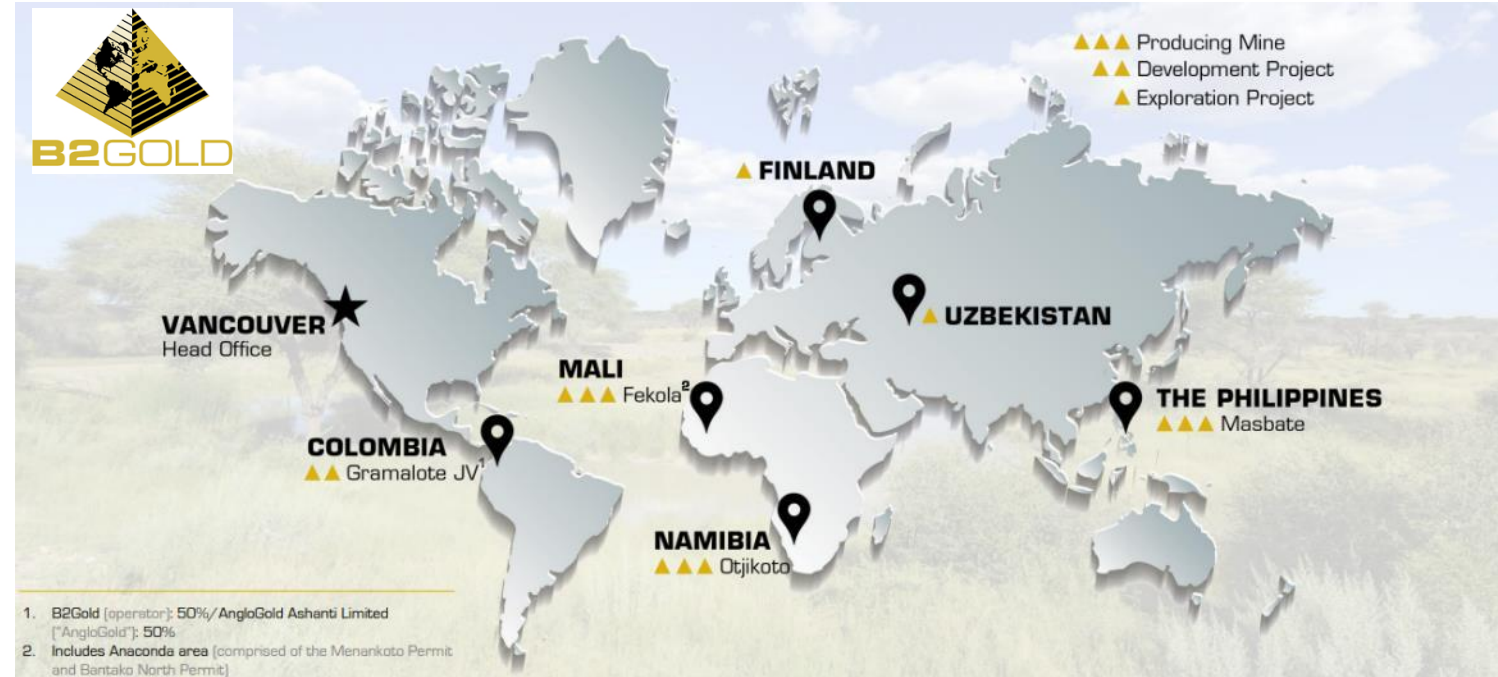 B2GOLD
▲▲▲ Producing Mine
▲▲ Development Project
▲ Exploration Project
▲ FINLAND
▲ UZBEKISTAN
VANCOUVER
Head Office
MALI
▲▲▲ Fekola²
THE PHILIPPINES
▲▲▲ Masbate
COLOMBIA
▲▲ Gramalote JV¹
NAMIBIA
▲▲▲ Otjikoto
1. B2Gold (operator): 50%/AngloGold Ashanti Limited
("AngloGold"): 50%
2. Includes Anaconda area (comprised of the Menankoto Permit
and Bantako North Permit)